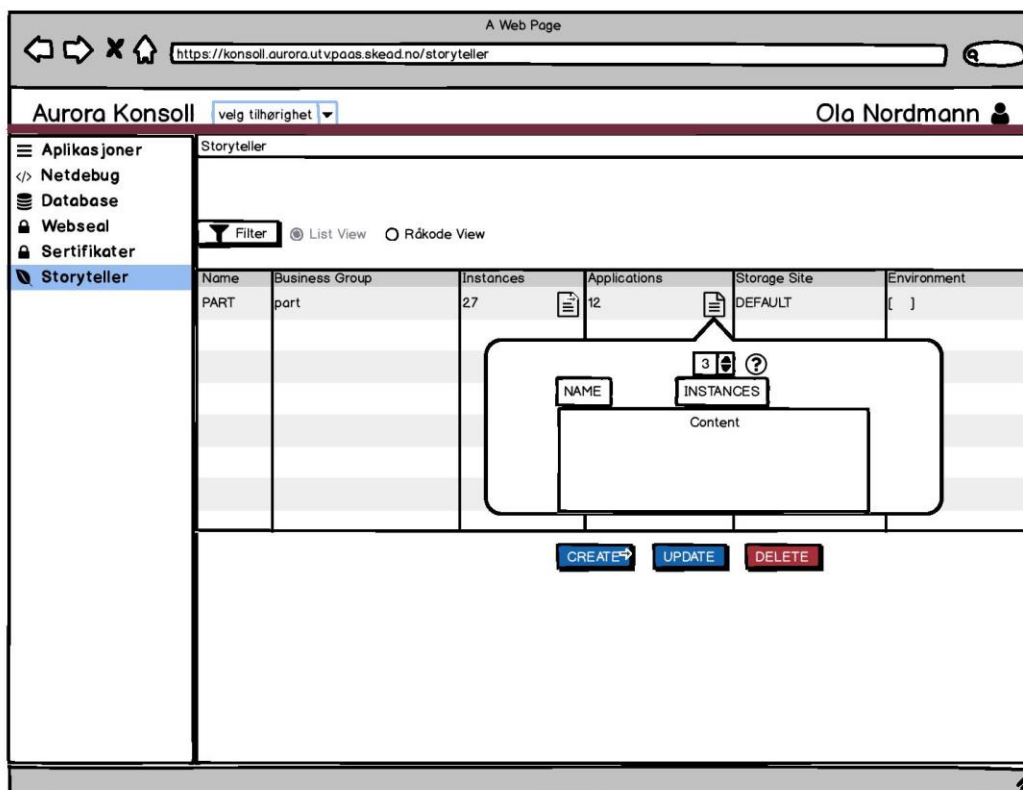 A Web Page
https://konsoll.aurora.utvpaas.skead.no/storyteller
Aurora Konsoll velg tilhørighet Ola Nordmann
Aplikasjoner
Netdebug
Database
Webseal
Sertifikater
Storyteller
Storyteller
Filter List View Råkode View
Name Business Group Instances Applications Storage Site Environment
PART part 27 12 DEFAULT [ ]
3 ?
NAME INSTANCES
Content
CREATE UPDATE DELETE